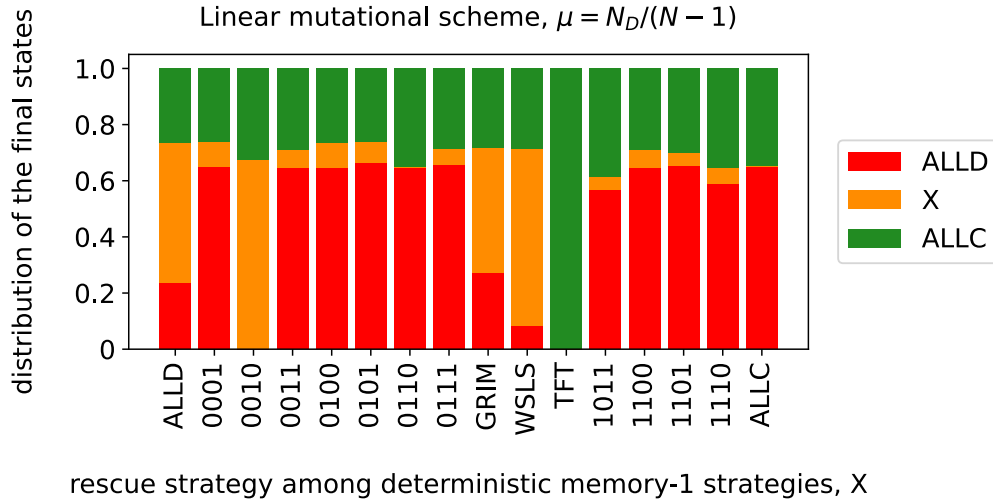 Linear mutational scheme, μ = N_D/(N − 1)
distribution of the final states
1.0
0.8
0.6
0.4
0.2
0
ALLD
0001
0010
0011
0100
0101
0110
0111
GRIM
WSLS
TFT
1011
1100
1101
1110
ALLC
rescue strategy among deterministic memory-1 strategies, X
ALLD
X
ALLC